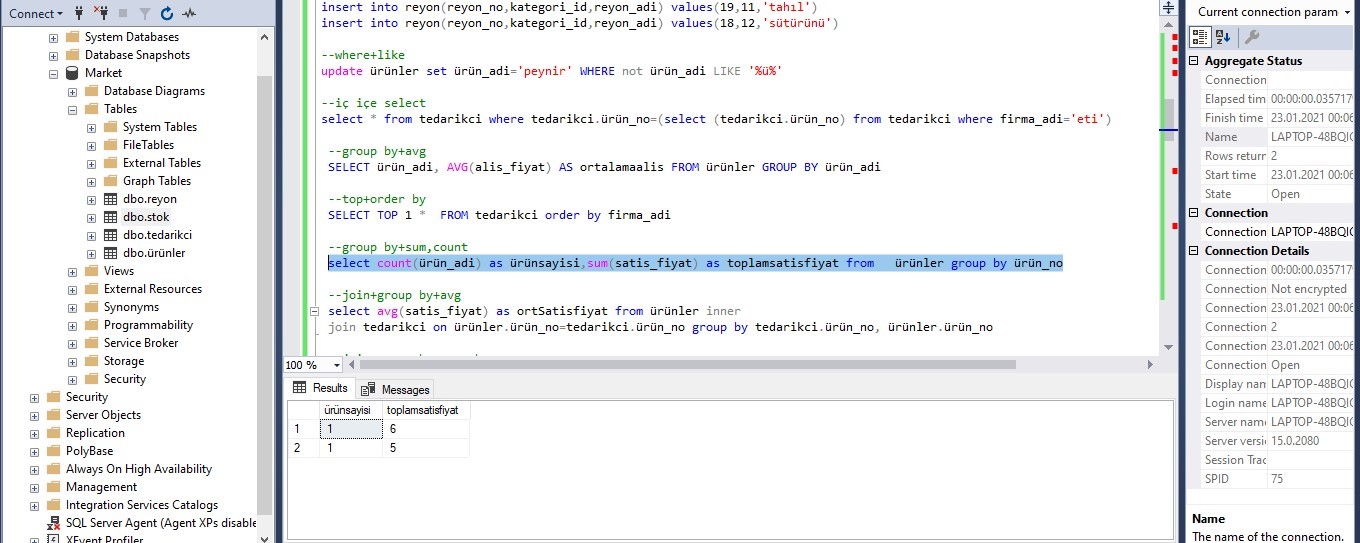 Connect
System Databases
Database Snapshots
Market
Database Diagrams
Tables
System Tables
FileTables
External Tables
Graph Tables
dbo.reyon
dbo.stok
dbo.tedarikci
dbo.ürünler
Views
External Resources
Synonyms
Programmability
Service Broker
Storage
Security
Security
Server Objects
Replication
PolyBase
Always On High Availability
Management
Integration Services Catalogs
SQL Server Agent (Agent XPs disable
XEvent Profiler
insert into reyon(reyon_no,kategori_id,reyon_adi) values(19,11,'tahıl')
insert into reyon(reyon_no,kategori_id,reyon_adi) values(18,12,'sütürünü')
--where+like
update ürünler set ürün_adi='peynir' WHERE not ürün_adi LIKE '%ü%'
--iç içe select
select * from tedarikci where tedarikci.ürün_no=(select (tedarikci.ürün_no) from tedarikci where firma_adi='eti')
--group by+avg
SELECT ürün_adi, AVG(alis_fiyat) AS ortalamaalis FROM ürünler GROUP BY ürün_adi
--top+order by
SELECT TOP 1 *  FROM tedarikci order by firma_adi
--group by+sum,count
select count(ürün_adi) as ürünsayisi,sum(satis_fiyat) as toplamsatisfiyat from   ürünler group by ürün_no
--join+group by+avg
select avg(satis_fiyat) as ortSatisfiyat from ürünler inner
join tedarikci on ürünler.ürün_no=tedarikci.ürün_no group by tedarikci.ürün_no, ürünler.ürün_no
100 %
Results Messages
ürünsayisi toplamsatisfiyat
1 1 6
2 1 5
Current connection param
Aggregate Status
Connection
Elapsed tim 00:00:00.035717
Finish time 23.01.2021 00:06
Name LAPTOP-48BQIC
Rows returr 2
Start time 23.01.2021 00:06
State Open
Connection
Connection LAPTOP-48BQIC
Connection Details
Connection 00:00:00.035717
Connection Not encrypted
Connection 23.01.2021 00:06
Connection 2
Connection 23.01.2021 00:06
Connection Open
Display nam LAPTOP-48BQIC
Login name LAPTOP-48BQIC
Server name LAPTOP-48BQIC
Server versi 15.0.2080
Session Trac
SPID 75
Name
The name of the connection.